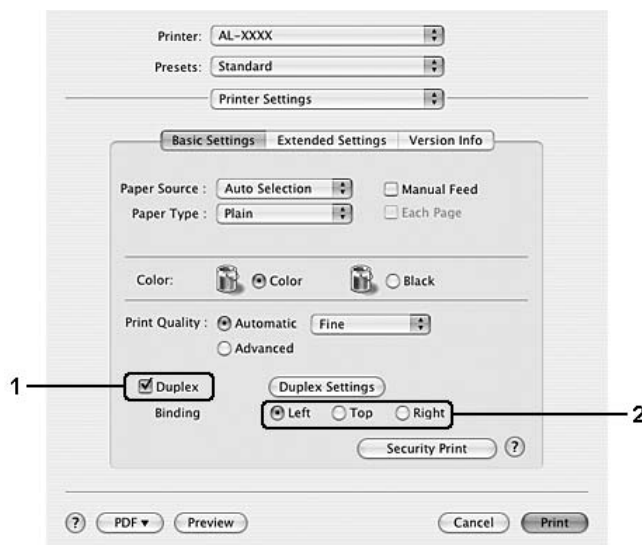 Printer: AL-XXXX
Presets: Standard
Printer Settings
Basic Settings Extended Settings Version Info
Paper Source : Auto Selection Manual Feed
Paper Type : Plain Each Page
Color: Color Black
Print Quality : Automatic Fine
Advanced
1 Duplex Duplex Settings
Binding Left Top Right 2
Security Print ?
? PDF Preview Cancel Print